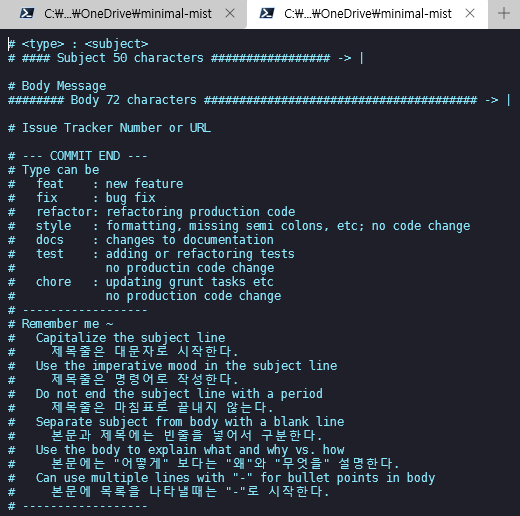 C:₩...₩OneDrive₩minimal-mist
C:₩...₩OneDrive₩minimal-mist
# <type> : <subject>
# #### Subject 50 characters ################# -> |
# Body Message
######## Body 72 characters ####################################### -> |
# Issue Tracker Number or URL
# --- COMMIT END ---
# Type can be
#   feat    : new feature
#   fix     : bug fix
#   refactor: refactoring production code
#   style   : formatting, missing semi colons, etc; no code change
#   docs    : changes to documentation
#   test    : adding or refactoring tests
#             no productin code change
#   chore   : updating grunt tasks etc
#             no production code change
# ------------------
# Remember me ~
#   Capitalize the subject line
#     제목줄은 대문자로 시작한다.
#   Use the imperative mood in the subject line
#     제목줄은 명령어로 작성한다.
#   Do not end the subject line with a period
#     제목줄은 마침표로 끝내지 않는다.
#   Separate subject from body with a blank line
#     본문과 제목에는 빈줄을 넣어서 구분한다.
#   Use the body to explain what and why vs. how
#     본문에는 "어떻게" 보다는 "왜"와 "무엇을" 설명한다.
#   Can use multiple lines with "-" for bullet points in body
#     본문에 목록을 나타낼때는 "-"로 시작한다.
# ------------------